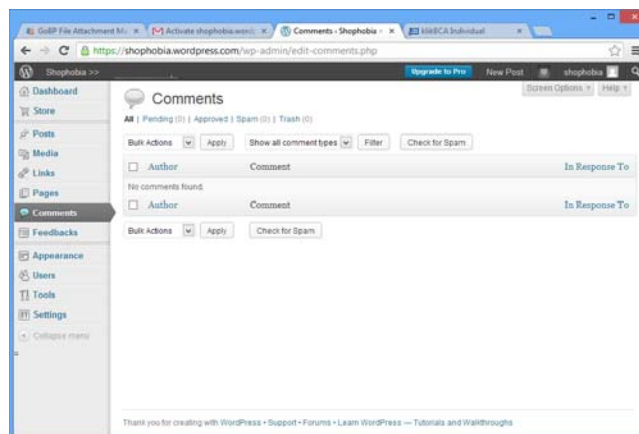 GoBP File Attachment Ma
Activate shophobia.word
Comments ‹ Shophobia ‹
klikBCA Individual
https://shophobia.wordpress.com/wp-admin/edit-comments.php
Shophobia >>
Upgrade to Pro
New Post
shophobia
Screen Options
Help
Dashboard
Store
Posts
Media
Links
Pages
Comments
Feedbacks
Appearance
Users
Tools
Settings
Collapse menu
Comments
All | Pending (0) | Approved | Spam (0) | Trash (0)
Bulk Actions Apply Show all comment types Filter Check for Spam
Author Comment In Response To
No comments found.
Author Comment In Response To
Bulk Actions Apply Check for Spam
Thank you for creating with WordPress • Support • Forums • Learn WordPress — Tutorials and Walkthroughs